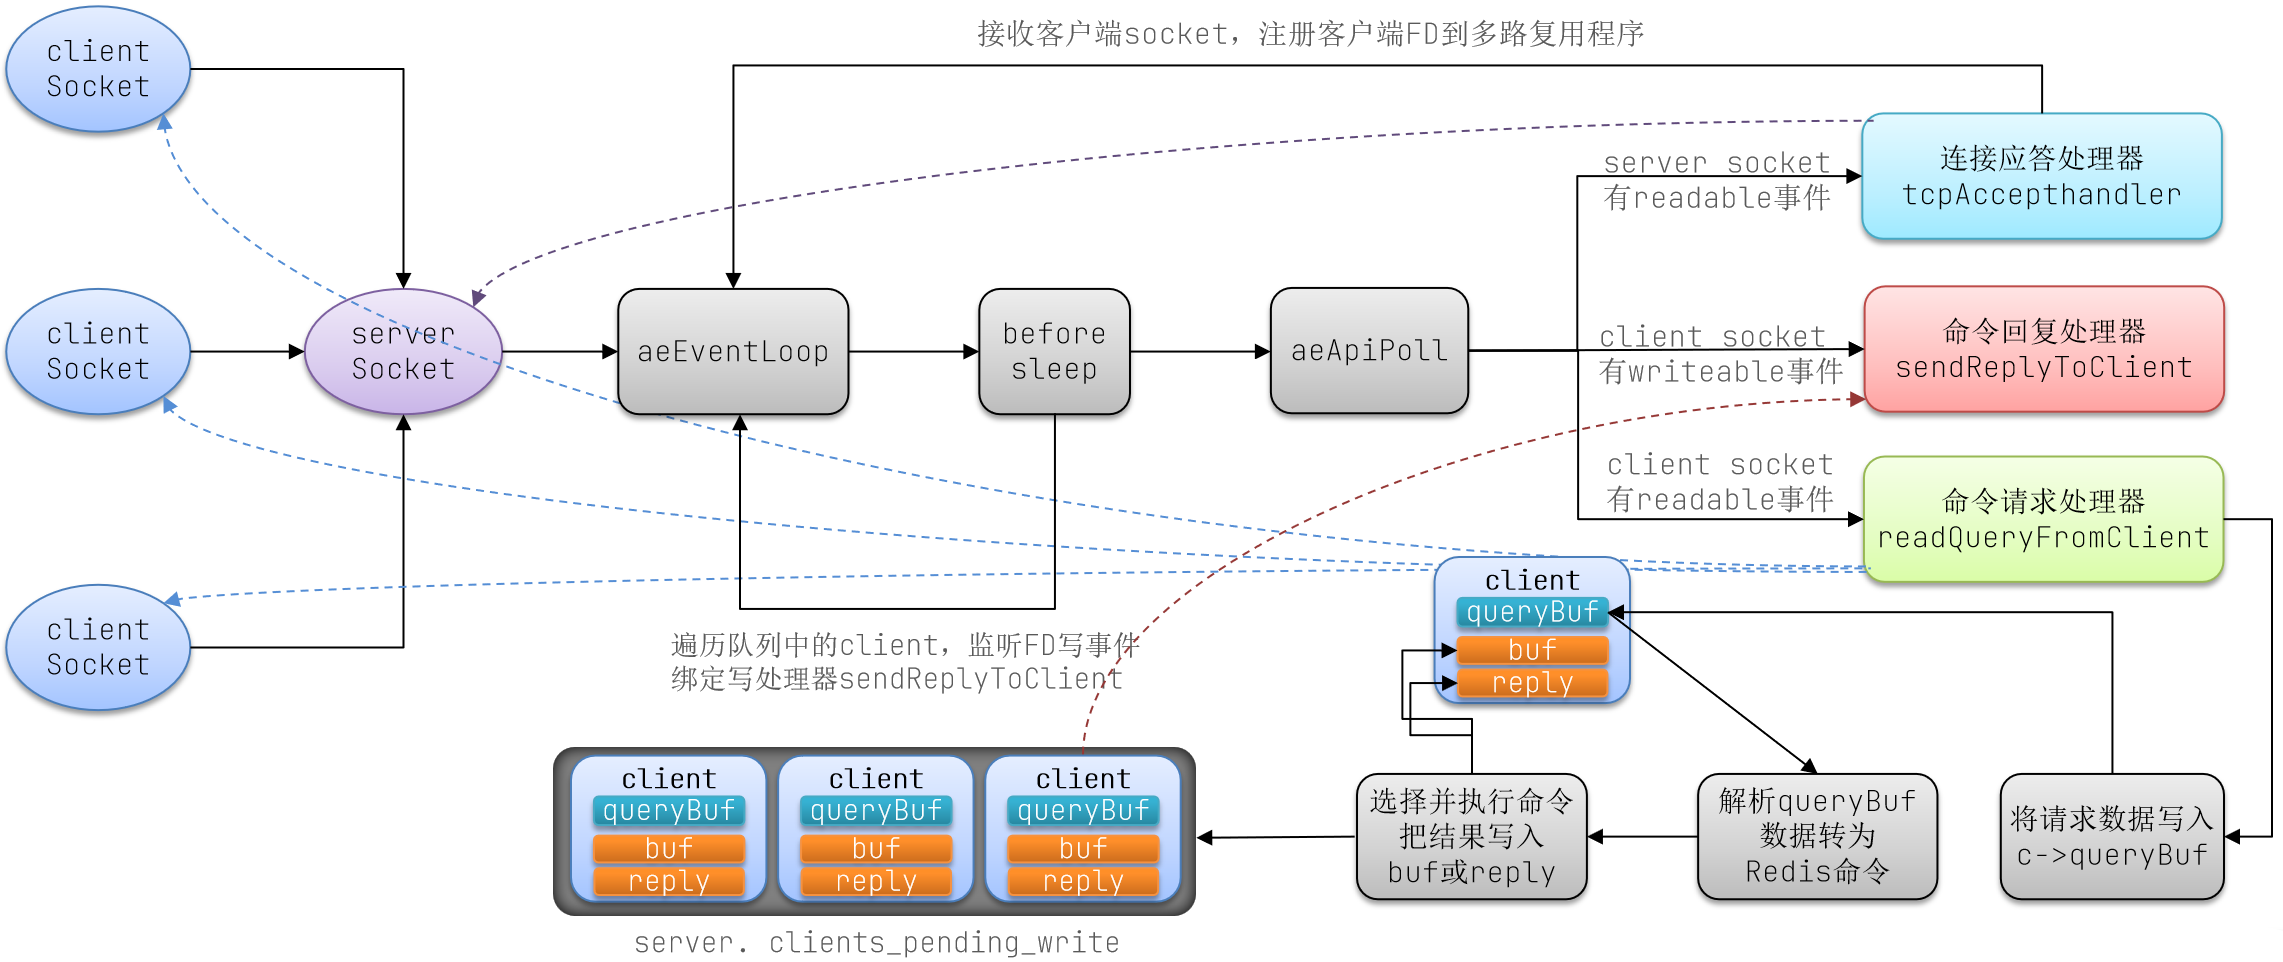 接收客户端socket，注册客户端FD到多路复用程序
client
Socket
连接应答处理器
tcpAccepthandler
server socket
有readable事件
client
Socket
server
Socket
aeEventLoop
before
sleep
aeApiPoll
client socket
有writeable事件
命令回复处理器
sendReplyToClient
client socket
有readable事件
命令请求处理器
readQueryFromClient
client
Socket
client
queryBuf
buf
reply
遍历队列中的client，监听FD写事件
绑定写处理器sendReplyToClient
client
queryBuf
buf
reply
client
queryBuf
buf
reply
client
queryBuf
buf
reply
选择并执行命令
把结果写入
buf或reply
解析queryBuf
数据转为
Redis命令
将请求数据写入
c->queryBuf
server. clients_pending_write